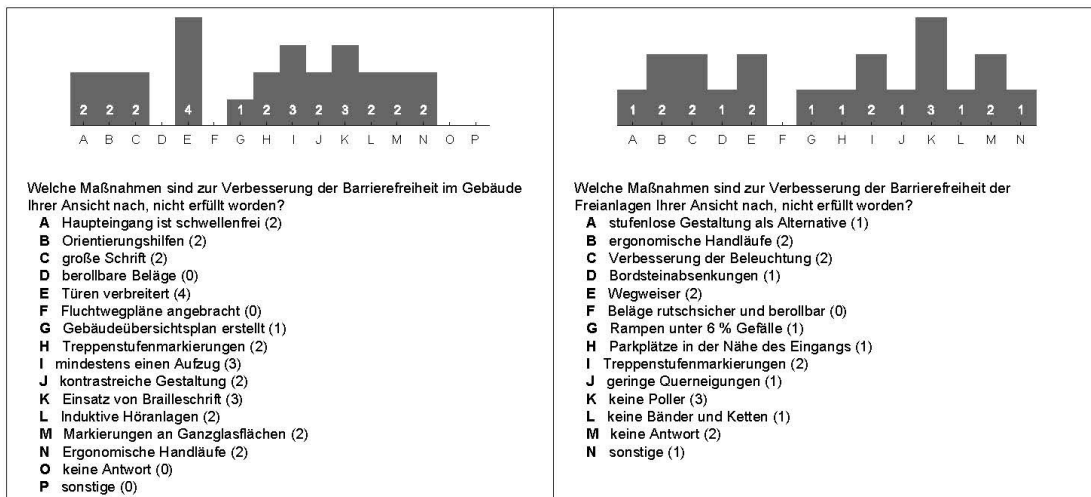 2 2 2 4 1 2 3 2 3 2 2 2
A B C D E F G H I J K L M N O P
Welche Maßnahmen sind zur Verbesserung der Barrierefreiheit im Gebäude
Ihrer Ansicht nach, nicht erfüllt worden?
A Haupteingang ist schwellenfrei (2)
B Orientierungshilfen (2)
C große Schrift (2)
D berollbare Beläge (0)
E Türen verbreitert (4)
F Fluchtwegpläne angebracht (0)
G Gebäudeübersichtsplan erstellt (1)
H Treppenstufenmarkierungen (2)
I mindestens einen Aufzug (3)
J kontrastreiche Gestaltung (2)
K Einsatz von Brailleschrift (3)
L Induktive Höranlagen (2)
M Markierungen an Ganzglasflächen (2)
N Ergonomische Handläufe (2)
O keine Antwort (0)
P sonstige (0)
1 2 2 1 2 1 1 2 1 3 1 2 1
A B C D E F G H I J K L M N
Welche Maßnahmen sind zur Verbesserung der Barrierefreiheit der
Freianlagen Ihrer Ansicht nach, nicht erfüllt worden?
A stufenlose Gestaltung als Alternative (1)
B ergonomische Handläufe (2)
C Verbesserung der Beleuchtung (2)
D Bordsteinabsenkungen (1)
E Wegweiser (2)
F Beläge rutschsicher und berollbar (0)
G Rampen unter 6 % Gefälle (1)
H Parkplätze in der Nähe des Eingangs (1)
I Treppenstufenmarkierungen (2)
J geringe Querneigungen (1)
K keine Poller (3)
L keine Bänder und Ketten (1)
M keine Antwort (2)
N sonstige (1)